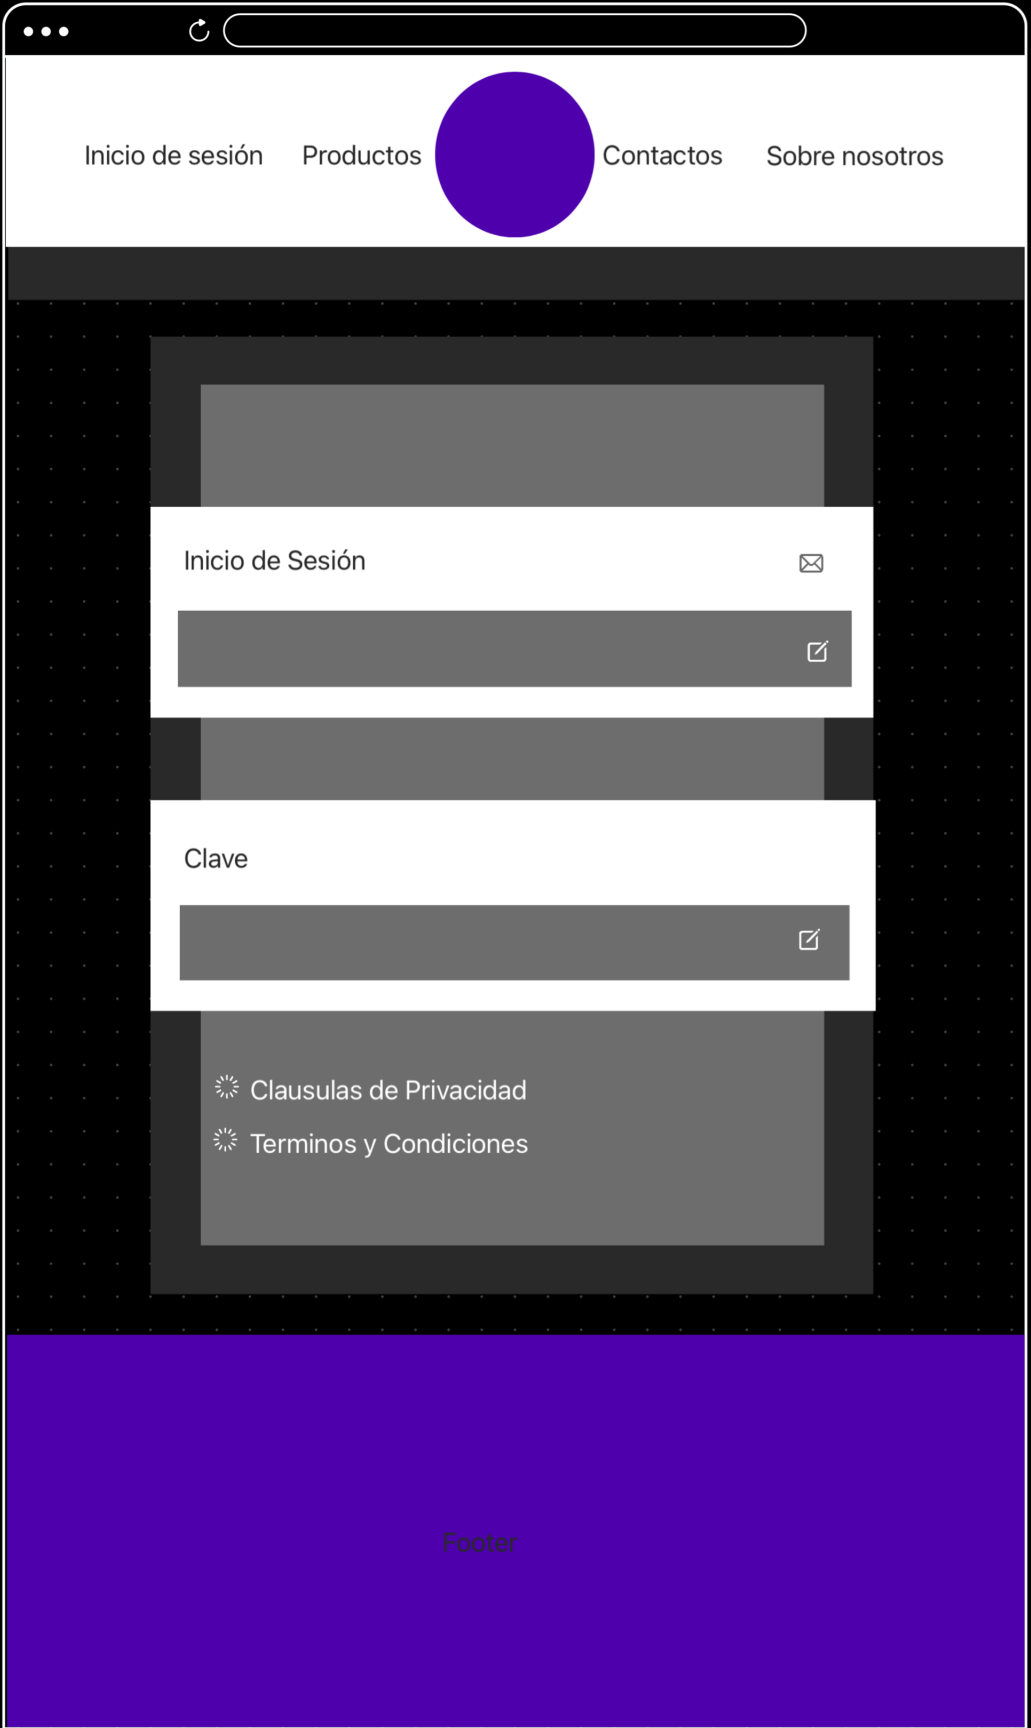 Inicio de sesión Productos Contactos Sobre nosotros
Inicio de Sesión
Clave
Clausulas de Privacidad
Terminos y Condiciones
Footer